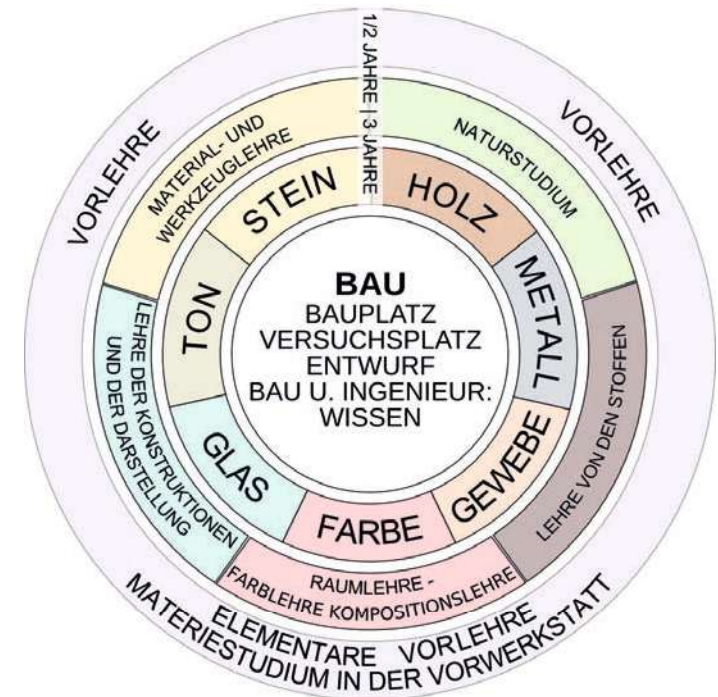 1/2 JAHRE | 3 JAHRE
VORLEHRE
VORLEHRE
ELEMENTARE VORLEHRE
MATERIESTUDIUM IN DER VORWERKSTATT
MATERIAL- UND
WERKZEUGLEHRE
NATURSTUDIUM
LEHRE VON DEN STOFFEN
RAUMLEHRE -
FARBLEHRE KOMPOSITIONSLEHRE
LEHRE DER KONSTRUKTIONEN
UND DER DARSTELLUNG
STEIN
HOLZ
METALL
GEWEBE
FARBE
GLAS
TON
BAU
BAUPLATZ
VERSUCHSPLATZ
ENTWURF
BAU U. INGENIEUR:
WISSEN